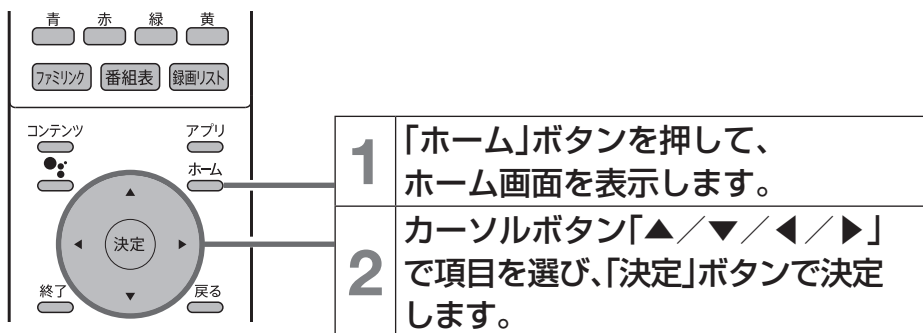 青 赤 緑 黄
ファミリンク 番組表 録画リスト
コンテンツ アプリ
ホーム
決定
終了 戻る
1 「ホーム」ボタンを押して、
ホーム画面を表示します。
2 カーソルボタン「▲／▼／◀／▶」
で項目を選び、「決定」ボタンで決定
します。